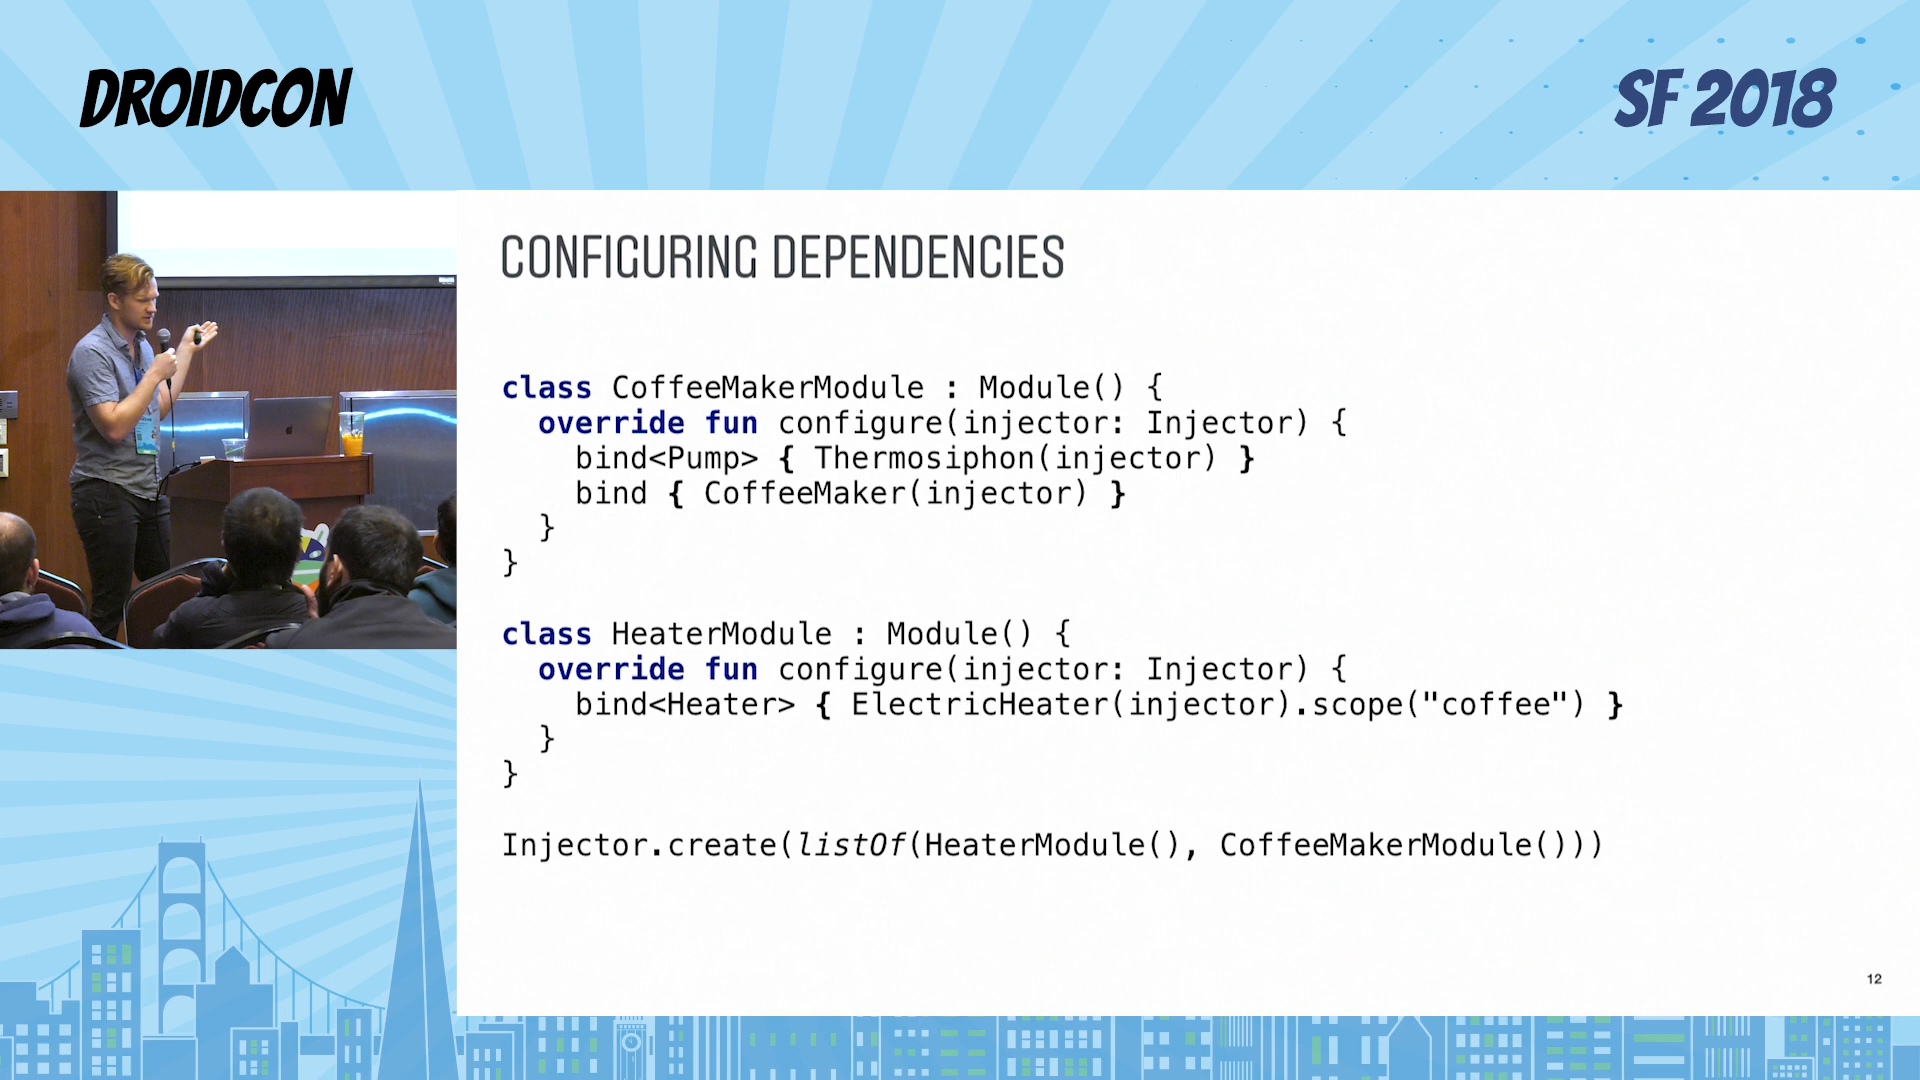 DROIDCON
SF 2018
CONFIGURING DEPENDENCIES
class CoffeeMakerModule : Module() {
  override fun configure(injector: Injector) {
    bind<Pump> { Thermosiphon(injector) }
    bind { CoffeeMaker(injector) }
  }
}
class HeaterModule : Module() {
  override fun configure(injector: Injector) {
    bind<Heater> { ElectricHeater(injector).scope("coffee") }
  }
}
Injector.create(listOf(HeaterModule(), CoffeeMakerModule()))
12